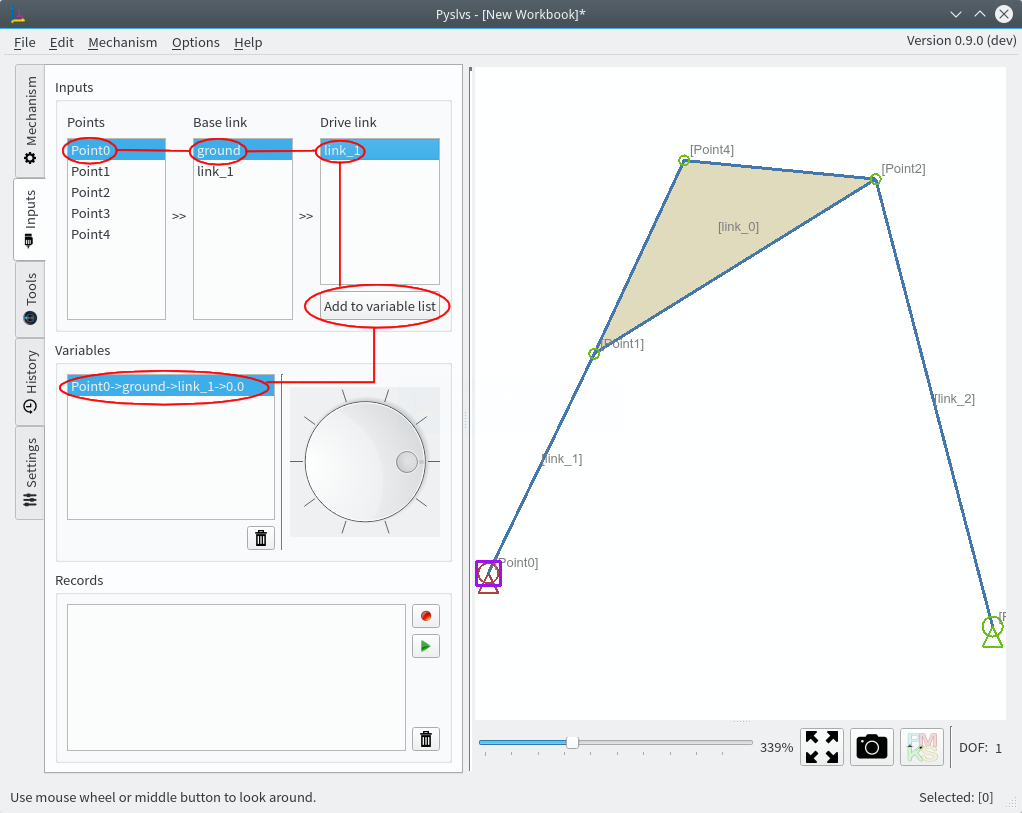 Pyslvs - [New Workbook]*
File Edit Mechanism Options Help
Version 0.9.0 (dev)
Mechanism
Inputs
Tools
History
Settings
Inputs
Points
Base link
Drive link
Point0
Point1
Point2
Point3
Point4
>>
ground
link_1
>>
link_1
Add to variable list
Variables
Point0->ground->link_1->0.0
Records
[Point4]
[Point2]
[link_0]
[Point1]
[link_2]
[link_1]
Point0]
339%
DOF: 1
Use mouse wheel or middle button to look around.
Selected: [0]